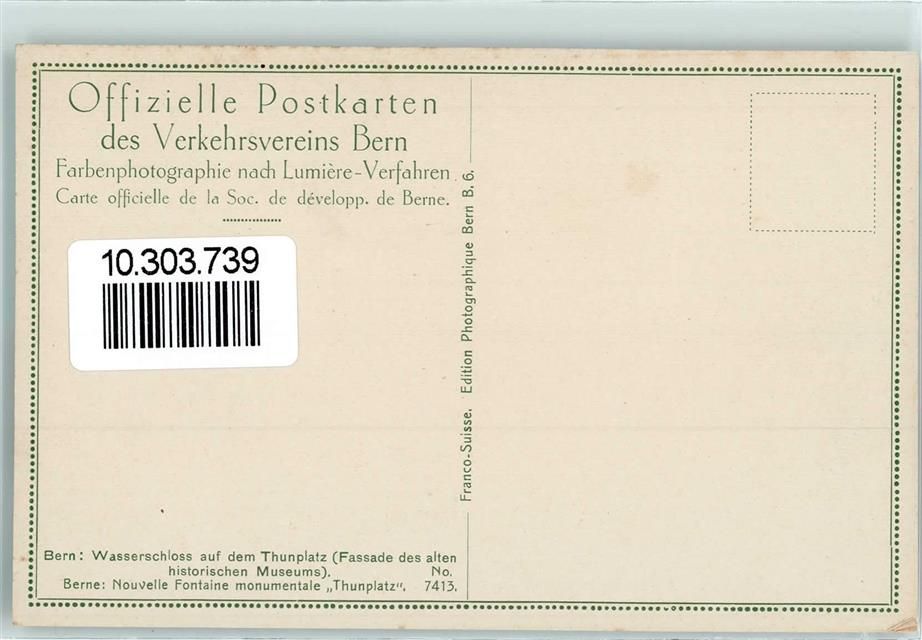 Offizielle Postkarten
des Verkehrsvereins Bern
Farbenphotographie nach Lumière-Verfahren
Carte officielle de la Soc. de développ. de Berne.
10.303.739
Franco-Suisse. Edition Photographique Bern B. 6.
Bern: Wasserschloss auf dem Thunplatz (Fassade des alten
historischen Museums). No.
Berne: Nouvelle Fontaine monumentale „Thunplatz“. 7413.